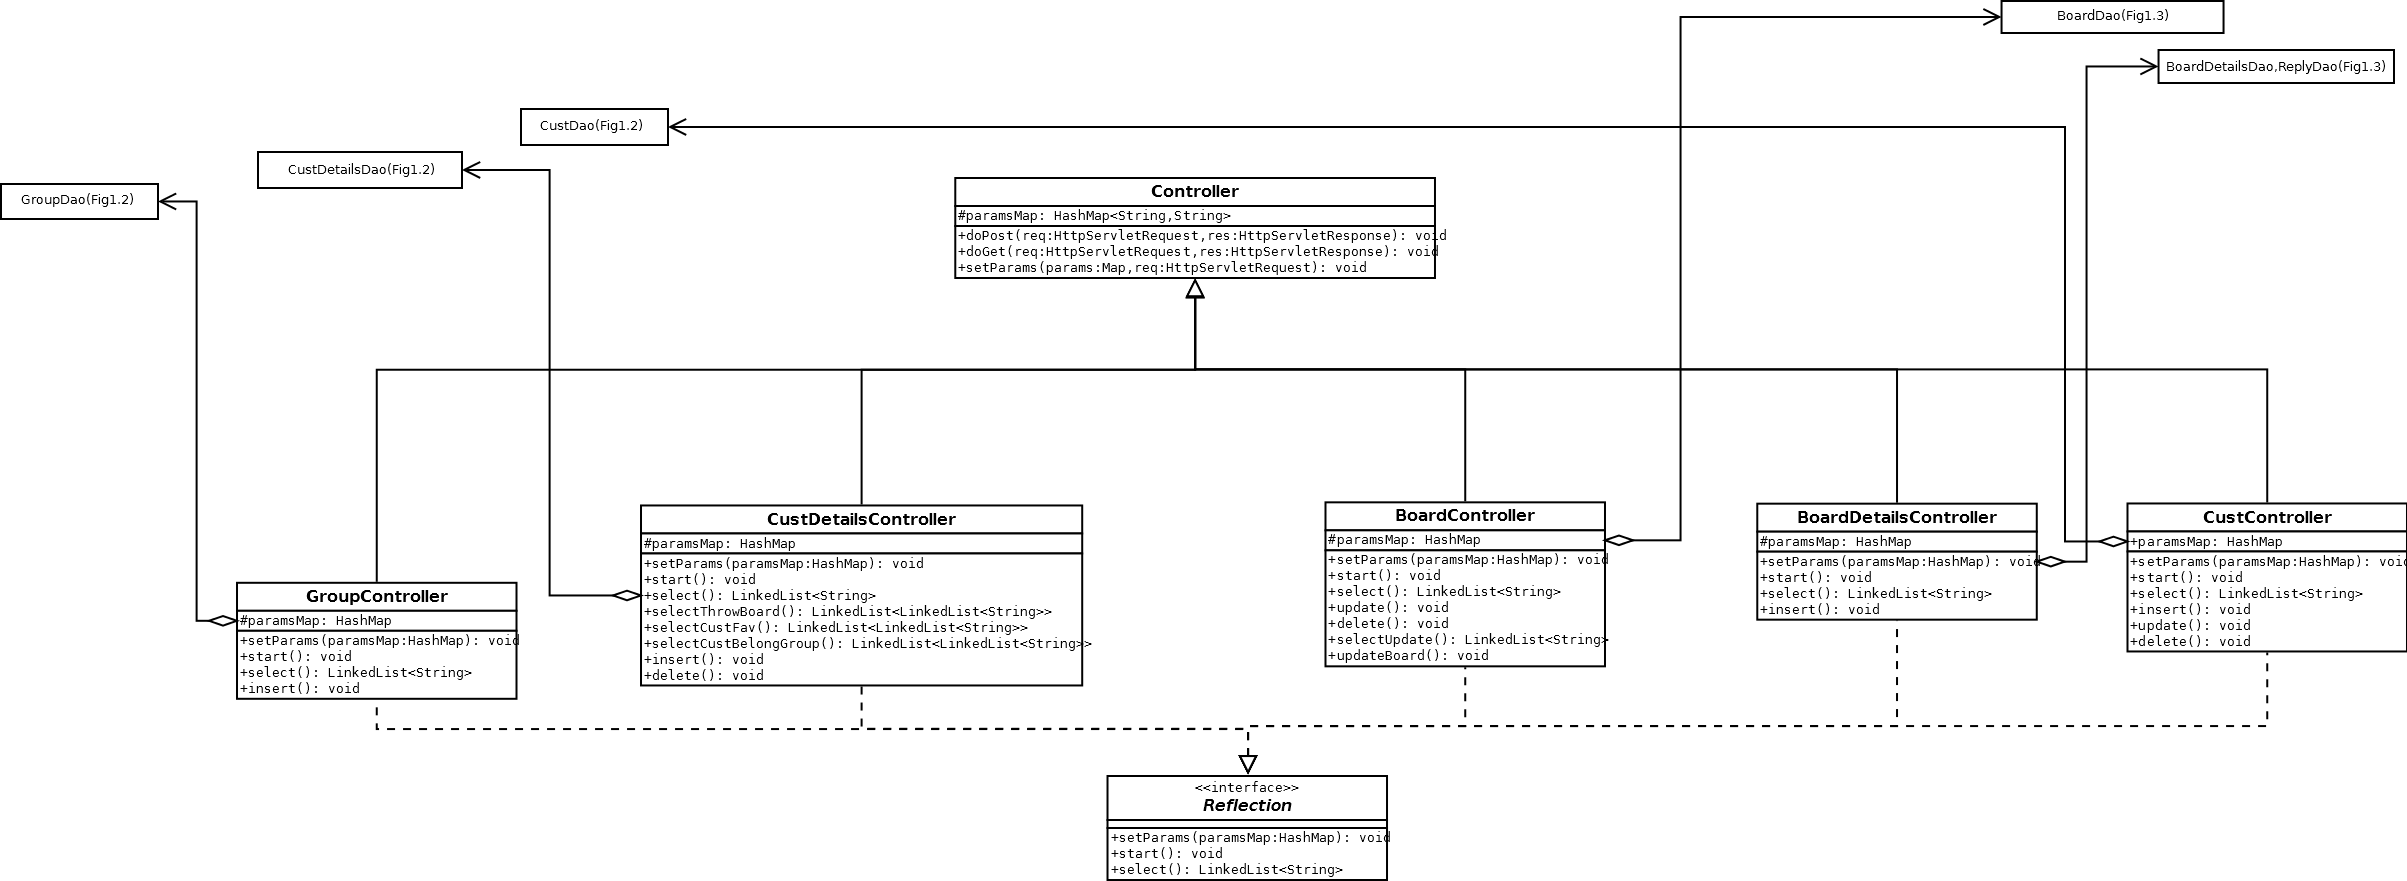 BoardDao(Fig1.3)
BoardDetailsDao,ReplyDao(Fig1.3)
CustDao(Fig1.2)
CustDetailsDao(Fig1.2)
GroupDao(Fig1.2)
Controller
#paramsMap: HashMap<String,String>
+doPost(req:HttpServletRequest,res:HttpServletResponse): void
+doGet(req:HttpServletRequest,res:HttpServletResponse): void
+setParams(params:Map,req:HttpServletRequest): void
GroupController
#paramsMap: HashMap
+setParams(paramsMap:HashMap): void
+start(): void
+select(): LinkedList<String>
+insert(): void
CustDetailsController
#paramsMap: HashMap
+setParams(paramsMap:HashMap): void
+start(): void
+select(): LinkedList<String>
+selectThrowBoard(): LinkedList<LinkedList<String>>
+selectCustFav(): LinkedList<LinkedList<String>>
+selectCustBelongGroup(): LinkedList<LinkedList<String>>
+insert(): void
+delete(): void
BoardController
#paramsMap: HashMap
+setParams(paramsMap:HashMap): void
+start(): void
+select(): LinkedList<String>
+update(): void
+delete(): void
+selectUpdate(): LinkedList<String>
+updateBoard(): void
BoardDetailsController
#paramsMap: HashMap
+setParams(paramsMap:HashMap): void
+start(): void
+select(): LinkedList<String>
+insert(): void
CustController
+paramsMap: HashMap
+setParams(paramsMap:HashMap): void
+start(): void
+select(): LinkedList<String>
+insert(): void
+update(): void
+delete(): void
<<interface>>
Reflection
+setParams(paramsMap:HashMap): void
+start(): void
+select(): LinkedList<String>